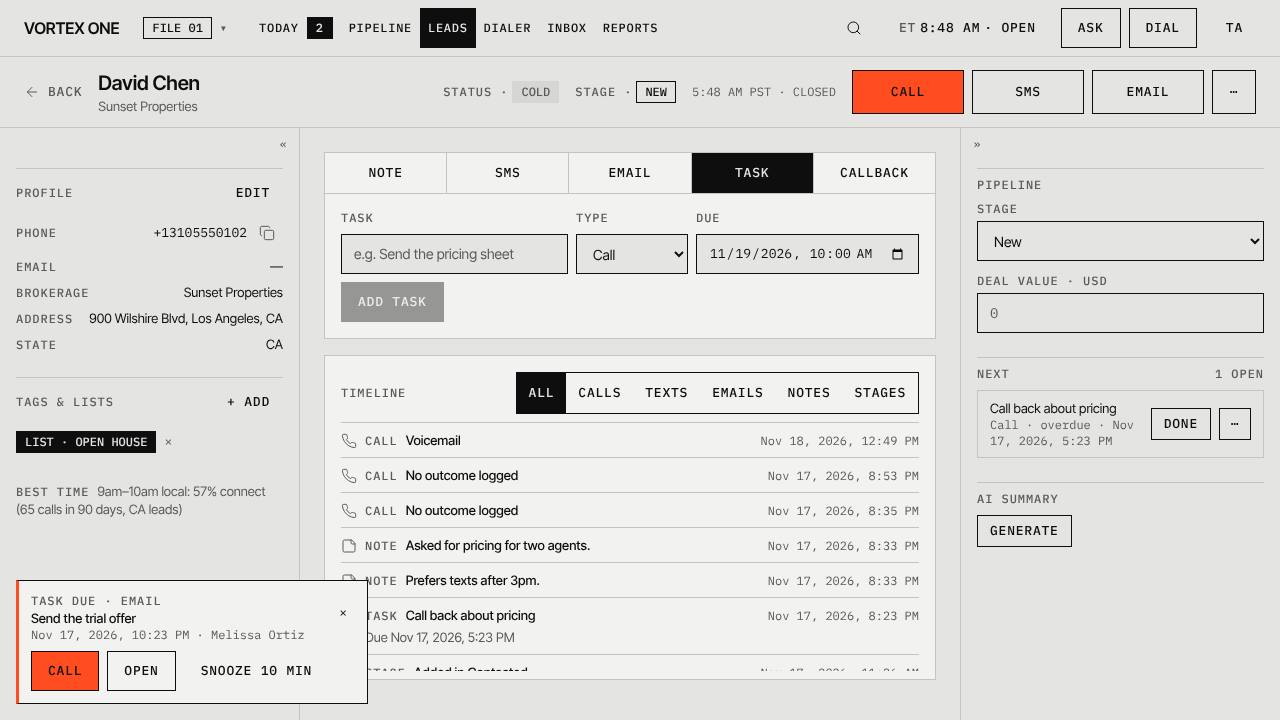 VORTEX ONE FILE 01 ▾ TODAY 2 PIPELINE LEADS DIALER INBOX REPORTS ET 8:48 AM · OPEN ASK DIAL TA
← BACK David Chen
Sunset Properties
STATUS · COLD STAGE · NEW 5:48 AM PST · CLOSED CALL SMS EMAIL ⋯
«
PROFILE EDIT
PHONE +13105550102
EMAIL —
BROKERAGE Sunset Properties
ADDRESS 900 Wilshire Blvd, Los Angeles, CA
STATE CA
TAGS & LISTS + ADD
LIST · OPEN HOUSE ×
BEST TIME 9am–10am local: 57% connect
(65 calls in 90 days, CA leads)
TASK DUE · EMAIL ×
Send the trial offer
Nov 17, 2026, 10:23 PM · Melissa Ortiz
CALL OPEN SNOOZE 10 MIN
NOTE SMS EMAIL TASK CALLBACK
TASK TYPE DUE
e.g. Send the pricing sheet Call 11/19/2026, 10:00 AM
ADD TASK
TIMELINE ALL CALLS TEXTS EMAILS NOTES STAGES
CALL Voicemail Nov 18, 2026, 12:49 PM
CALL No outcome logged Nov 17, 2026, 8:53 PM
CALL No outcome logged Nov 17, 2026, 8:35 PM
NOTE Asked for pricing for two agents. Nov 17, 2026, 8:33 PM
NOTE Prefers texts after 3pm. Nov 17, 2026, 8:33 PM
TASK Call back about pricing Nov 17, 2026, 8:23 PM
Due Nov 17, 2026, 5:23 PM
STAGE Added in Contacted Nov 17, 2026, 11:26 AM
»
PIPELINE
STAGE
New
DEAL VALUE · USD
0
NEXT 1 OPEN
Call back about pricing
Call · overdue · Nov
17, 2026, 5:23 PM
DONE ⋯
AI SUMMARY
GENERATE